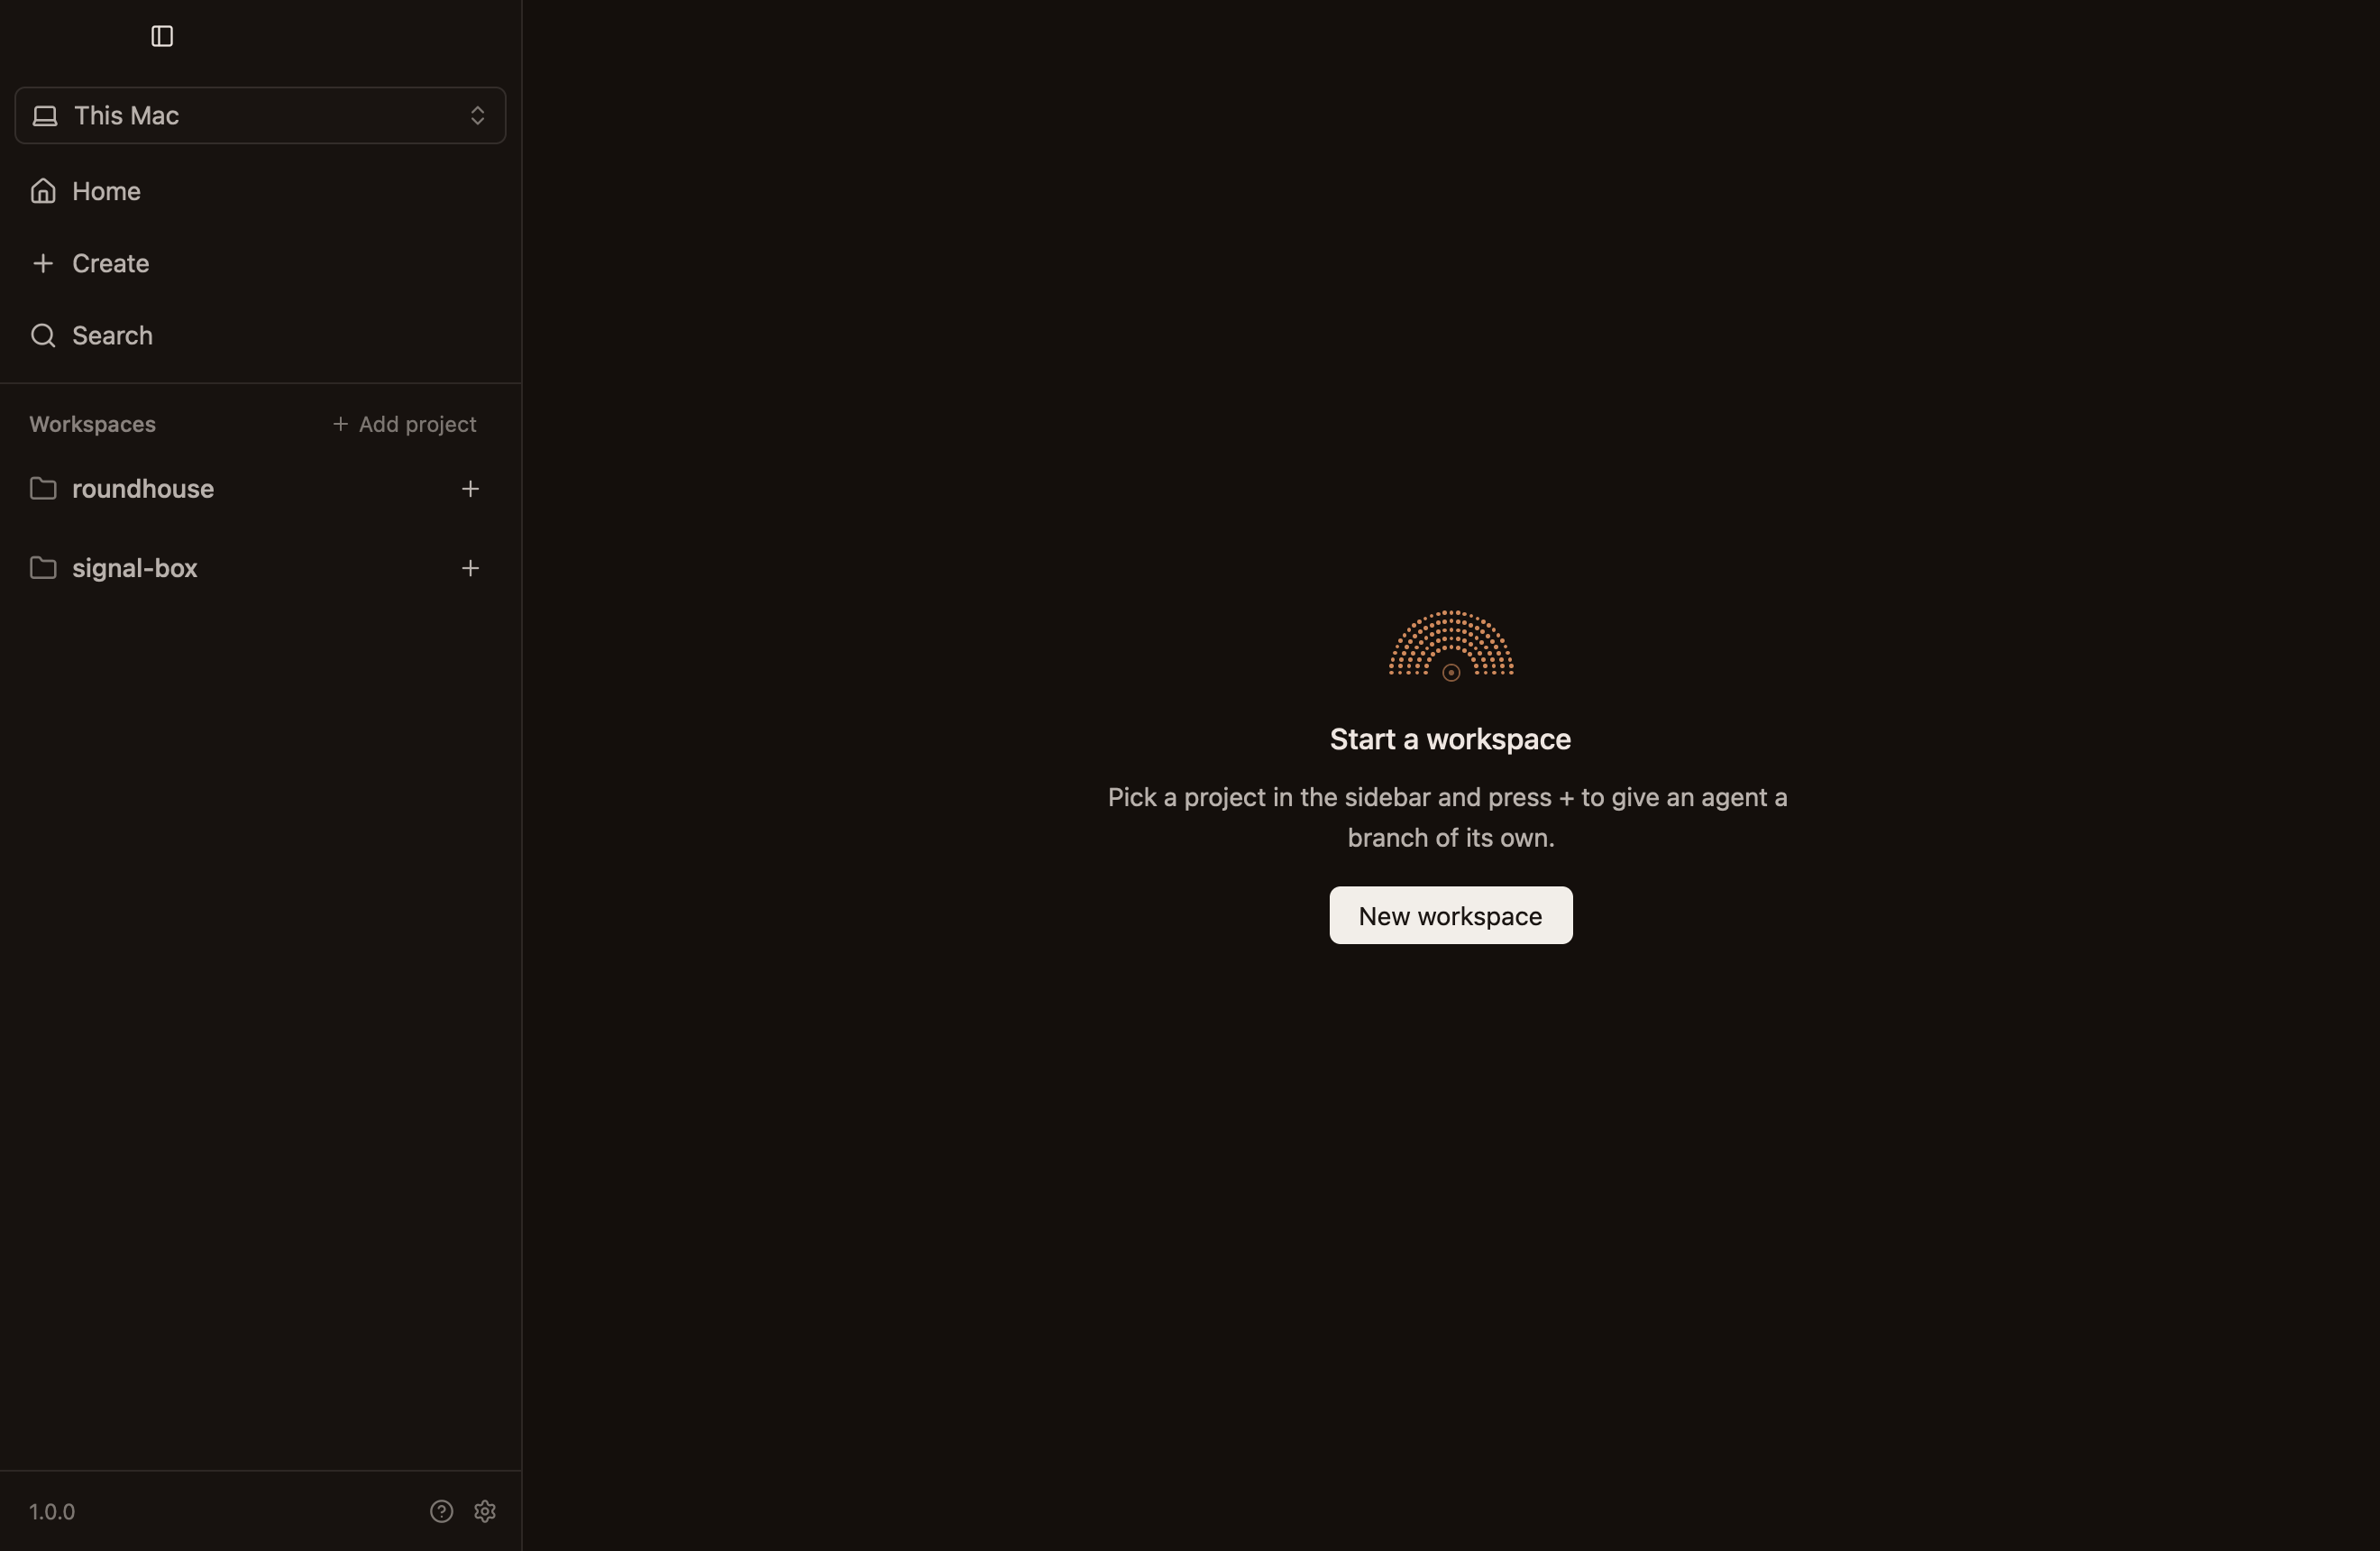 This Mac
Home
Create
Search
Workspaces
Add project
roundhouse
signal-box
Start a workspace
Pick a project in the sidebar and press + to give an agent a
branch of its own.
New workspace
1.0.0